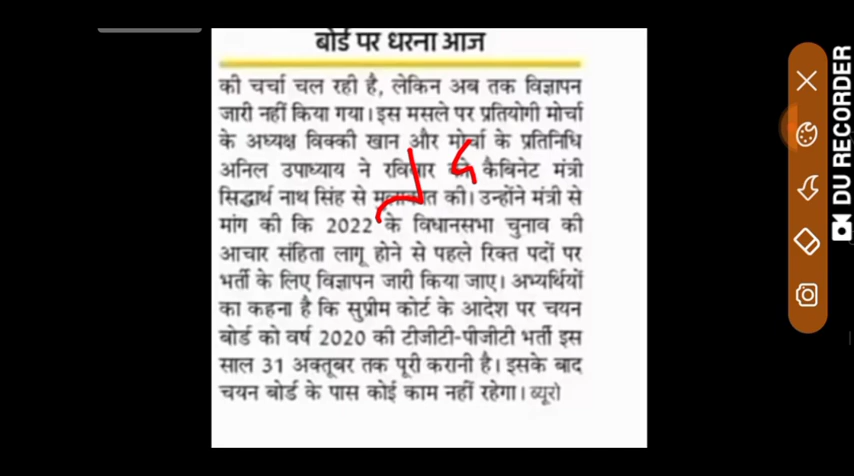 बोर्ड पर धरना आज
की चर्चा चल रही है, लेकिन अब तक विज्ञापन
जारी नहीं किया गया। इस मसले पर प्रतियोगी मोर्चा
के अध्यक्ष विक्की खान और मोर्चा के प्रतिनिधि
अनिल उपाध्याय ने रविवार को कैबिनेट मंत्री
सिद्धार्थ नाथ सिंह से मुलाकात की। उन्होंने मंत्री से
मांग की कि 2022 के विधानसभा चुनाव की
आचार संहिता लागू होने से पहले रिक्त पदों पर
भर्ती के लिए विज्ञापन जारी किया जाए। अभ्यर्थियों
का कहना है कि सुप्रीम कोर्ट के आदेश पर चयन
बोर्ड को वर्ष 2020 की टीजीटी-पीजीटी भर्ती इस
साल 31 अक्तूबर तक पूरी करानी है। इसके बाद
चयन बोर्ड के पास कोई काम नहीं रहेगा। ब्यूरो
DU RECORDER